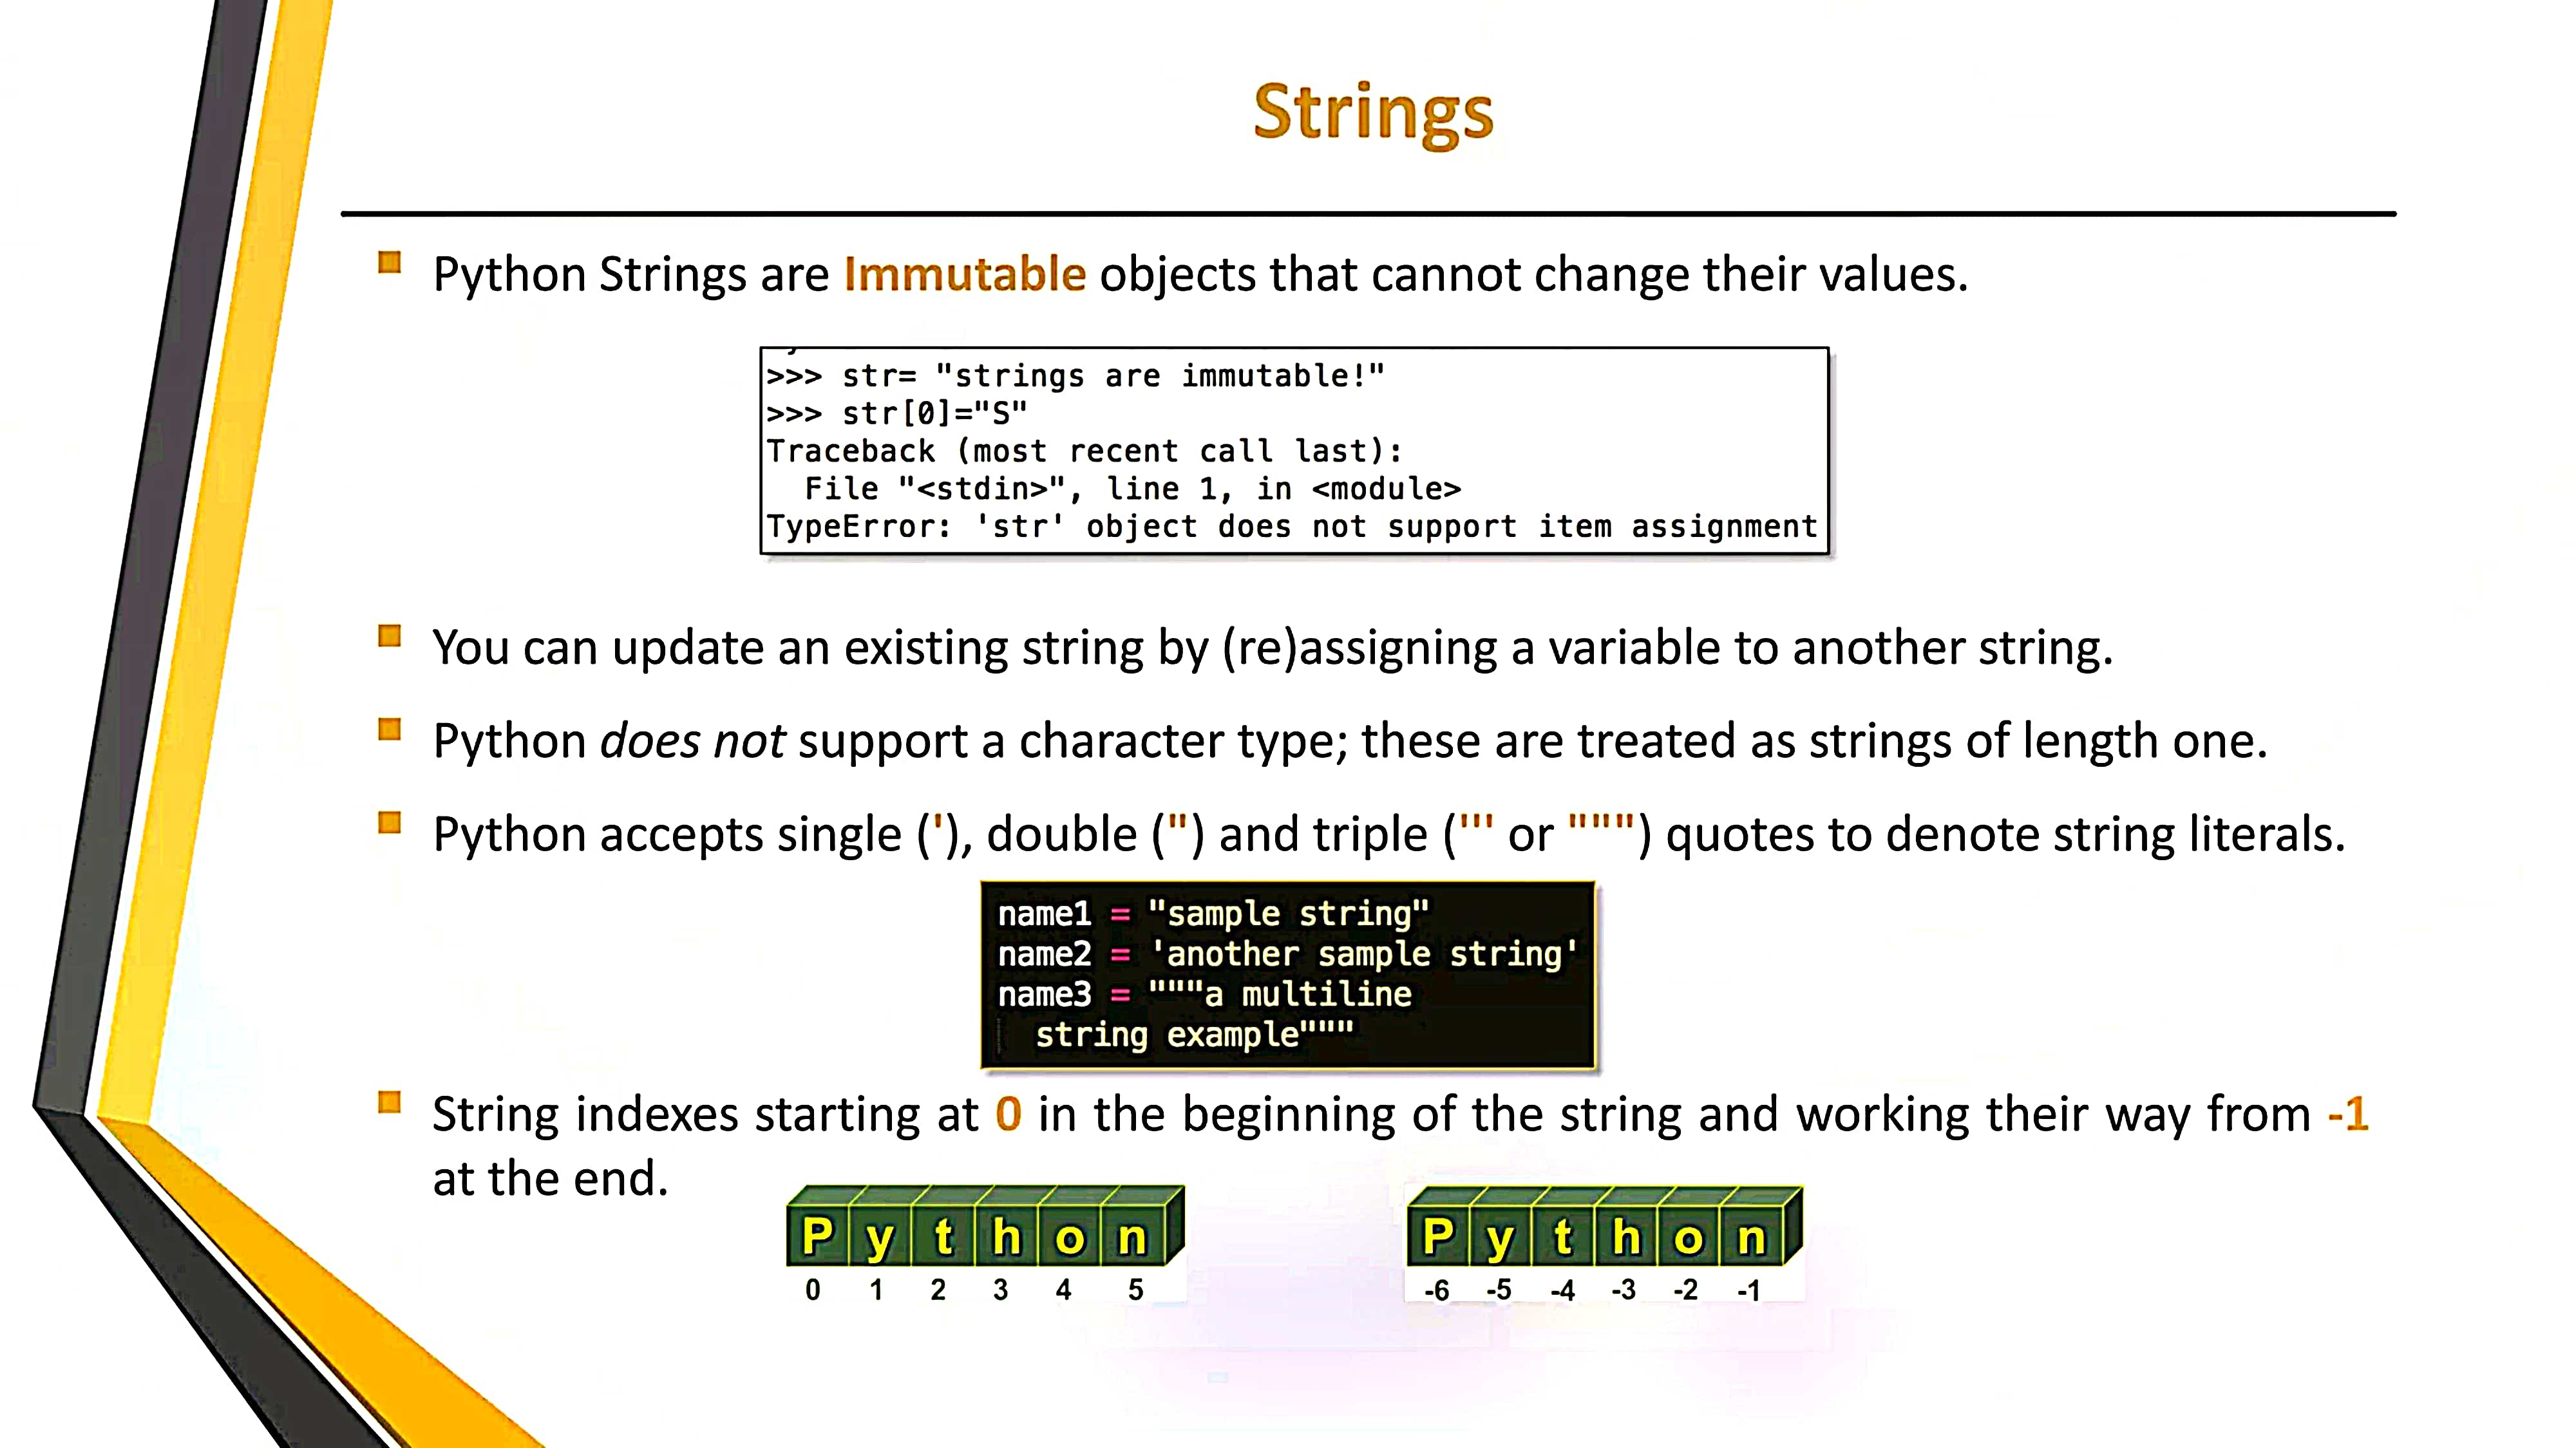 Strings
Python Strings are Immutable objects that cannot change their values.
>>> str= "strings are immutable!"
>>> str[0]="S"
Traceback (most recent call last):
  File "<stdin>", line 1, in <module>
TypeError: 'str' object does not support item assignment
You can update an existing string by (re)assigning a variable to another string.
Python does not support a character type; these are treated as strings of length one.
Python accepts single ('), double (") and triple (''' or """) quotes to denote string literals.
name1 = "sample string"
name2 = 'another sample string'
name3 = """a multiline
  string example"""
String indexes starting at 0 in the beginning of the string and working their way from -1
at the end.
P y t h o n
0 1 2 3 4 5
P y t h o n
-6 -5 -4 -3 -2 -1